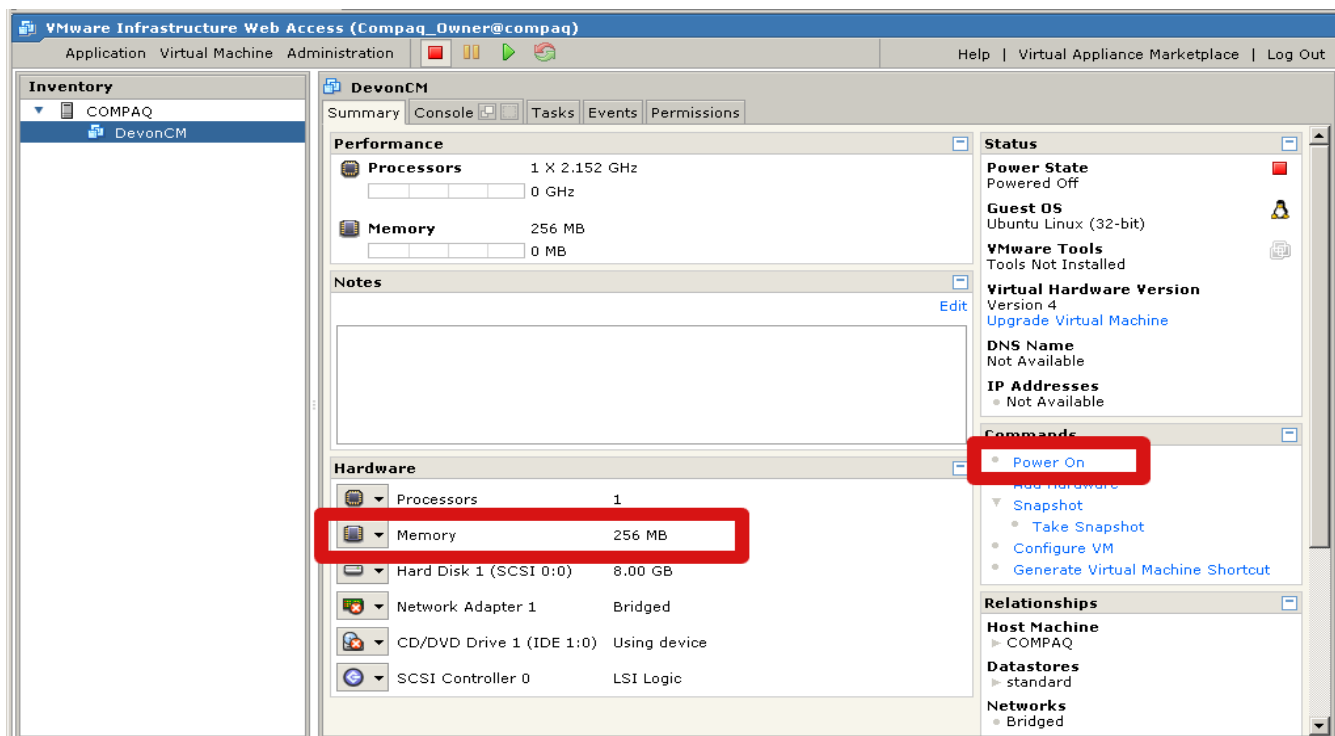 VMware Infrastructure Web Access (Compaq_Owner@compaq)
Application Virtual Machine Administration
Help | Virtual Appliance Marketplace | Log Out
Inventory
COMPAQ
DevonCM
DevonCM
Summary Console Tasks Events Permissions
Performance
Processors 1 X 2.152 GHz
0 GHz
Memory 256 MB
0 MB
Notes
Edit
Hardware
Processors 1
Memory 256 MB
Hard Disk 1 (SCSI 0:0) 8.00 GB
Network Adapter 1 Bridged
CD/DVD Drive 1 (IDE 1:0) Using device
SCSI Controller 0 LSI Logic
Status
Power State
Powered Off
Guest OS
Ubuntu Linux (32-bit)
VMware Tools
Tools Not Installed
Virtual Hardware Version
Version 4
Upgrade Virtual Machine
DNS Name
Not Available
IP Addresses
Not Available
Commands
Power On
Add Hardware
Snapshot
Take Snapshot
Configure VM
Generate Virtual Machine Shortcut
Relationships
Host Machine
COMPAQ
Datastores
standard
Networks
Bridged